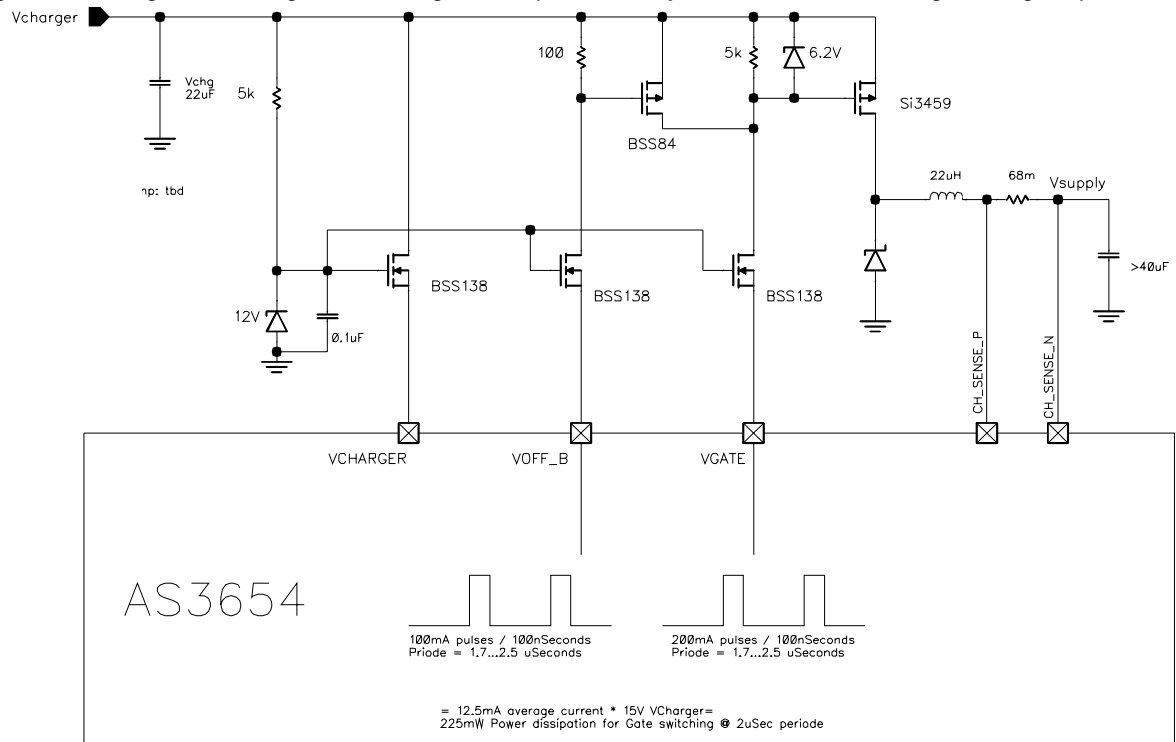 Vcharger
Vchg
22uF
5k
100
5k
6.2V
Si3459
BSS84
22uH
68m
Vsupply
>40uF
BSS138
BSS138
BSS138
12V
0.1uF
CH_SENSE_P
CH_SENSE_N
VCHARGER
VOFF_B
VGATE
AS3654
100mA pulses / 100nSeconds
Priode = 1.7...2.5 uSeconds
200mA pulses / 100nSeconds
Priode = 1.7...2.5 uSeconds
= 12.5mA average current * 15V VCharger=
225mW Power dissipation for Gate switching @ 2uSec periode